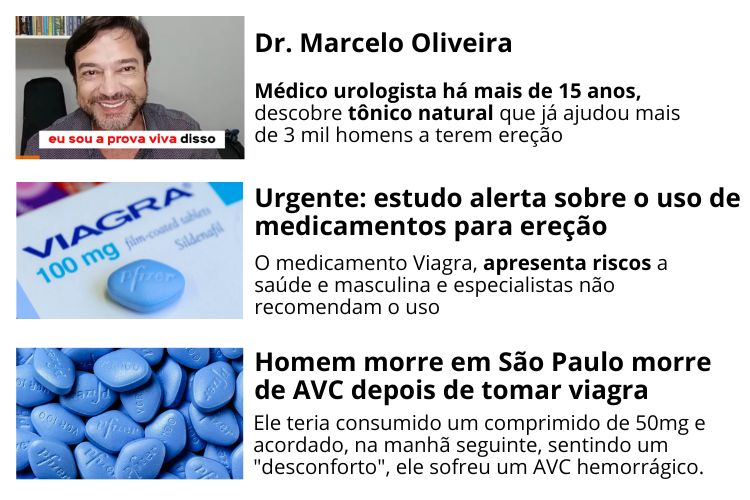 Dr. Marcelo Oliveira
Médico urologista há mais de 15 anos,
descobre tônico natural que já ajudou mais
de 3 mil homens a terem ereção
eu sou a prova viva disso
Urgente: estudo alerta sobre o uso de
medicamentos para ereção
O medicamento Viagra, apresenta riscos a
saúde e masculina e especialistas não
recomendam o uso
VIAGRA
100 mg film-coated tablets
Sildenafil
Pfizer
Homem morre em São Paulo morre
de AVC depois de tomar viagra
Ele teria consumido um comprimido de 50mg e
acordado, na manhã seguinte, sentindo um
"desconforto", ele sofreu um AVC hemorrágico.
Pfizer